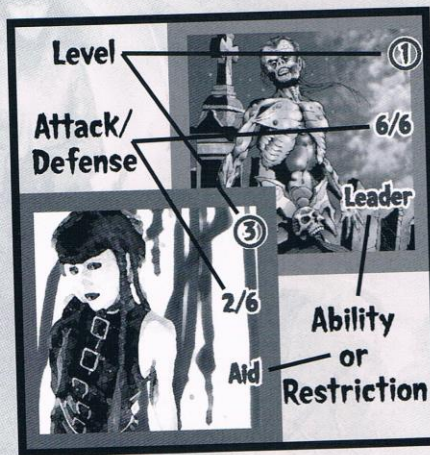 Level
1
Attack/
Defense
6/6
Leader
3
2/6
Aid
Ability
or
Restriction